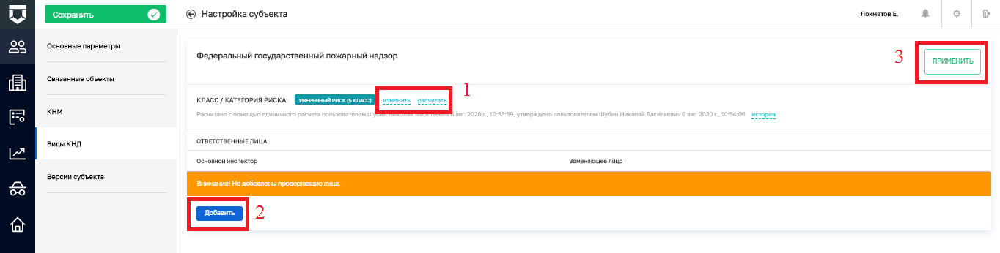 Сохранить
Настройка субъекта
Лохматов Е.
Основные параметры
Связанные объекты
КНМ
Виды КНД
Версии субъекта
Федеральный государственный пожарный надзор
3
ПРИМЕНИТЬ
1
КЛАСС / КАТЕГОРИЯ РИСКА: УМЕРЕННЫЙ РИСК (5 КЛАСС) изменить расчитать
Расчитано с помощью единичного расчета пользователем Шубин Николай Васильевич 6 авг. 2020 г., 10:53:59, утверждено пользователем Шубин Николай Васильевич 6 авг. 2020 г., 10:54:06 история
ОТВЕТСТВЕННЫЕ ЛИЦА
Основной инспектор Заменяющее лицо
Внимание! Не добавлены проверяющие лица.
Добавить 2